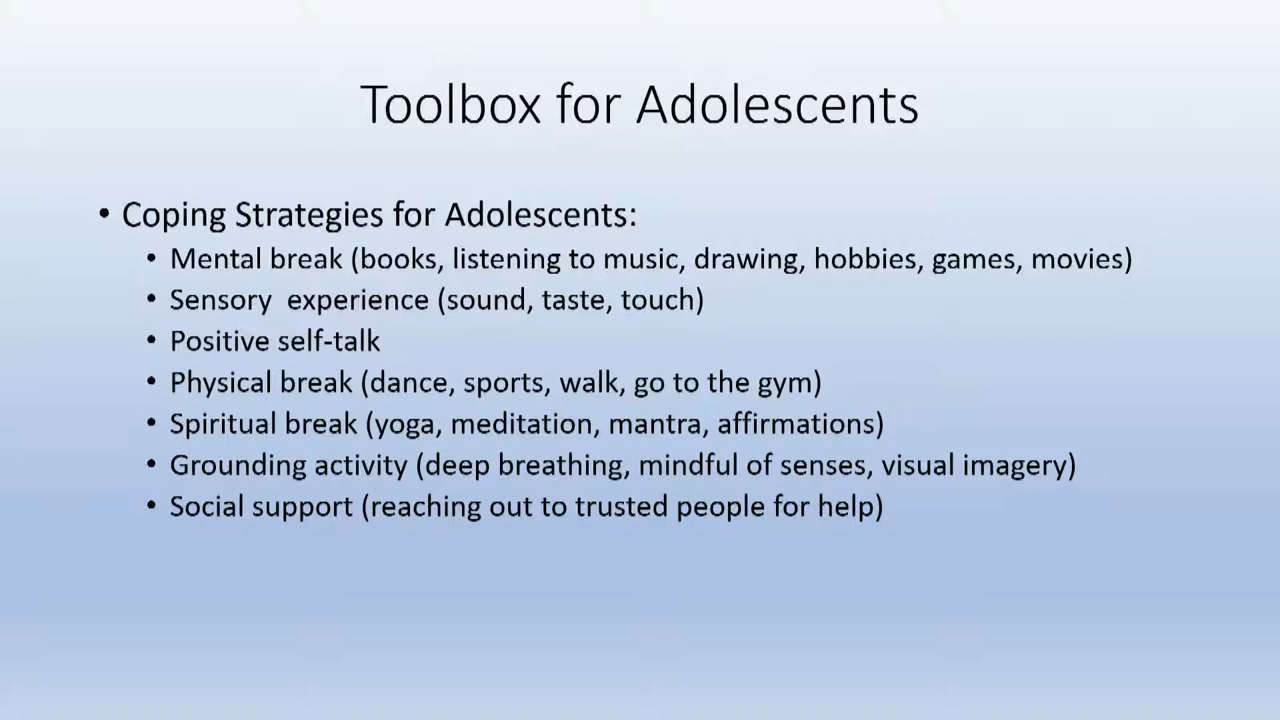 Toolbox for Adolescents
• Coping Strategies for Adolescents:
• Mental break (books, listening to music, drawing, hobbies, games, movies)
• Sensory  experience (sound, taste, touch)
• Positive self-talk
• Physical break (dance, sports, walk, go to the gym)
• Spiritual break (yoga, meditation, mantra, affirmations)
• Grounding activity (deep breathing, mindful of senses, visual imagery)
• Social support (reaching out to trusted people for help)